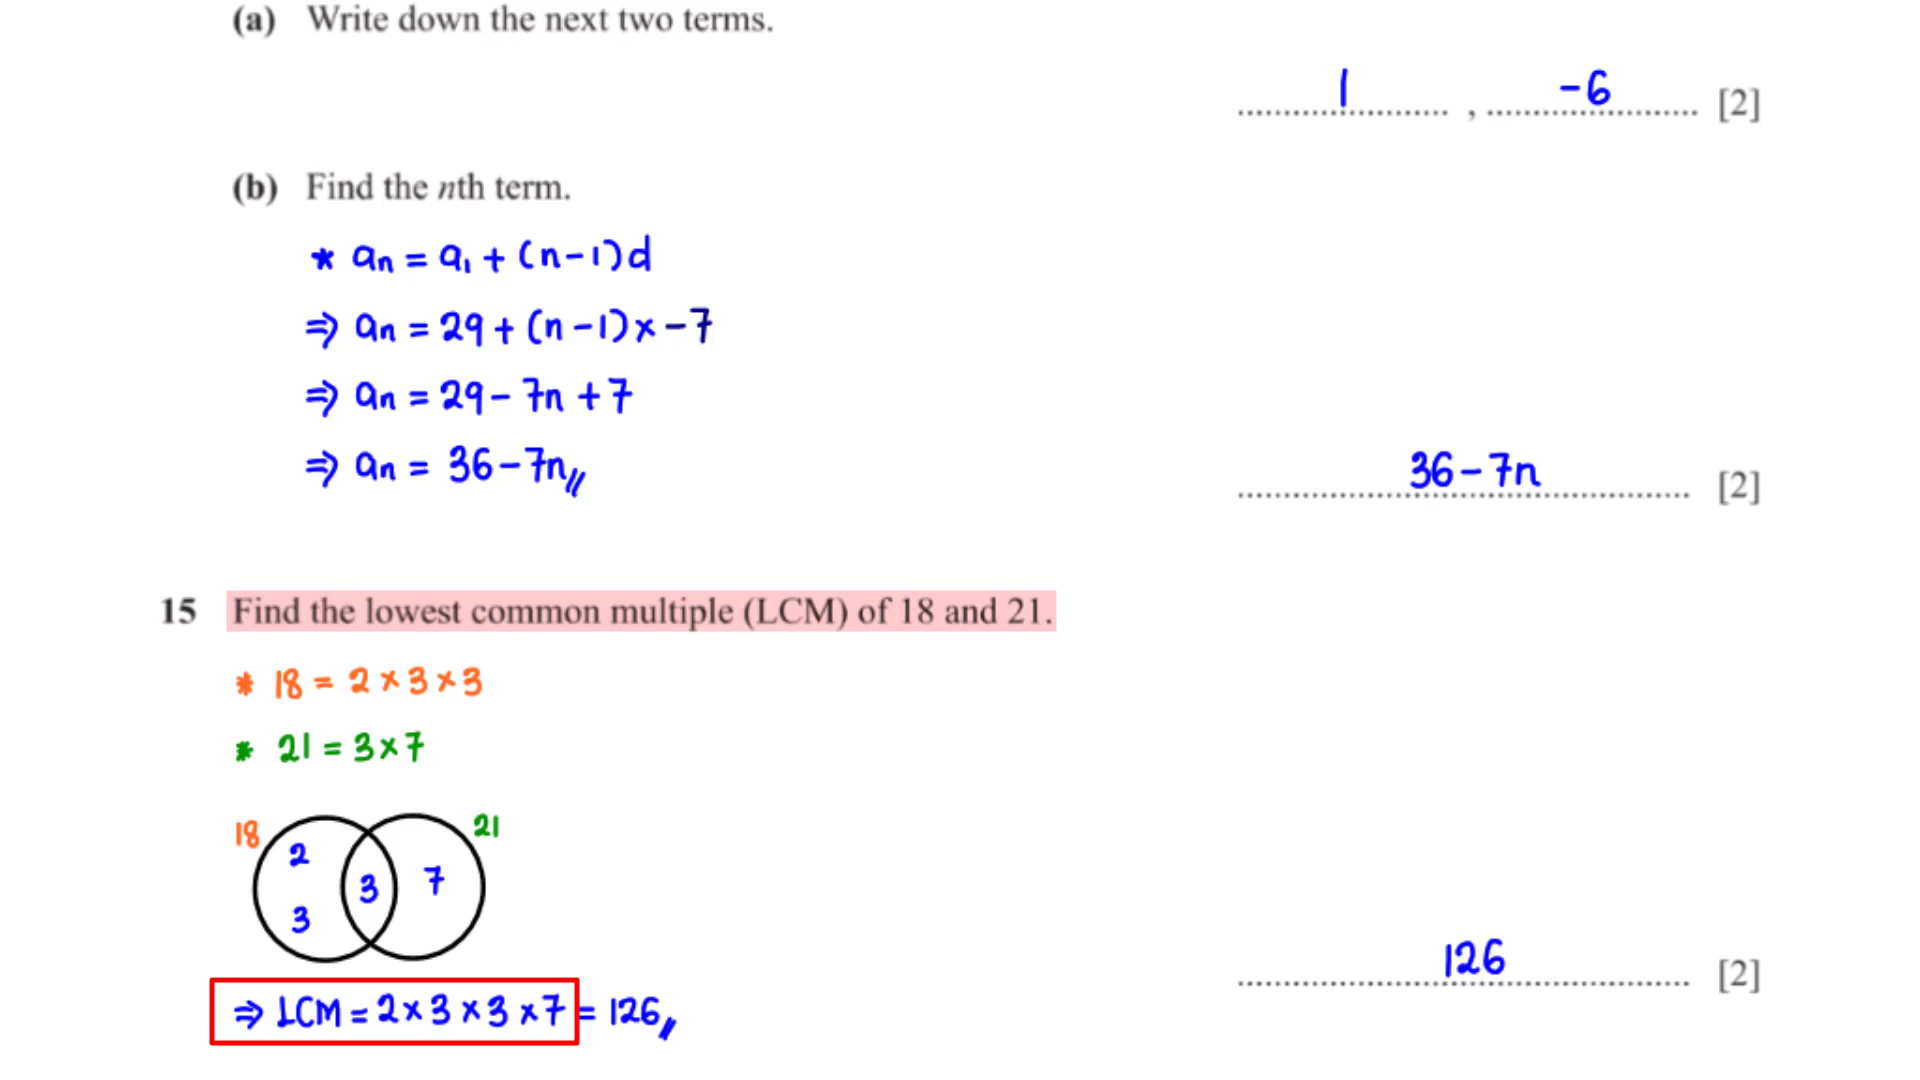 (a) Write down the next two terms.
1 , -6 [2]
(b) Find the nth term.
* an = a1 + (n-1)d
⇒ an = 29 + (n-1) x -7
⇒ an = 29 - 7n + 7
⇒ an = 36 - 7n //
36 - 7n [2]
15 Find the lowest common multiple (LCM) of 18 and 21.
* 18 = 2 × 3 × 3
* 21 = 3 × 7
18 21
2
3 7
3
126 [2]
⇒ LCM = 2 × 3 × 3 × 7 = 126 //